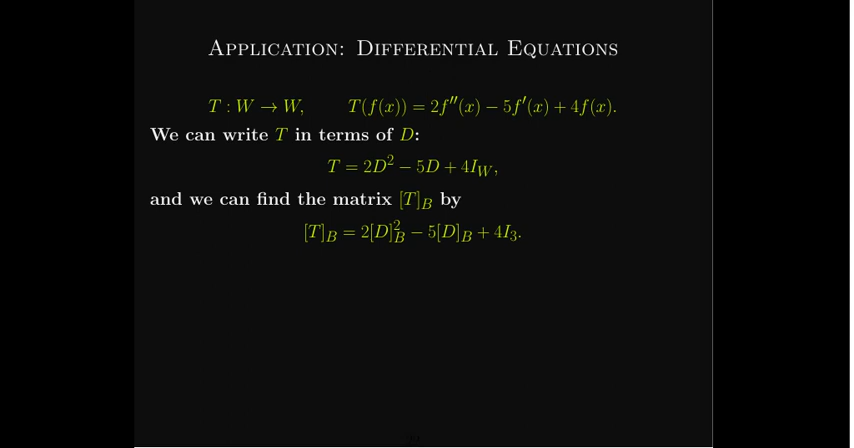 Application: Differential Equations
T : W → W, T(f(x)) = 2f″(x) − 5f′(x) + 4f(x).
We can write T in terms of D:
T = 2D² − 5D + 4I_W,
and we can find the matrix [T]_B by
[T]_B = 2[D]²_B − 5[D]_B + 4I₃.